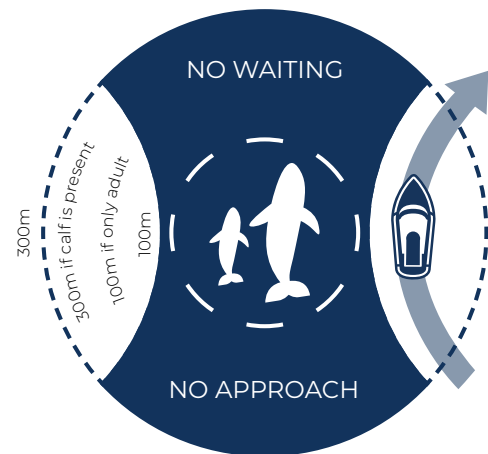 NO WAITING
300m
300m if calf is present
100m if only adult
100m
NO APPROACH